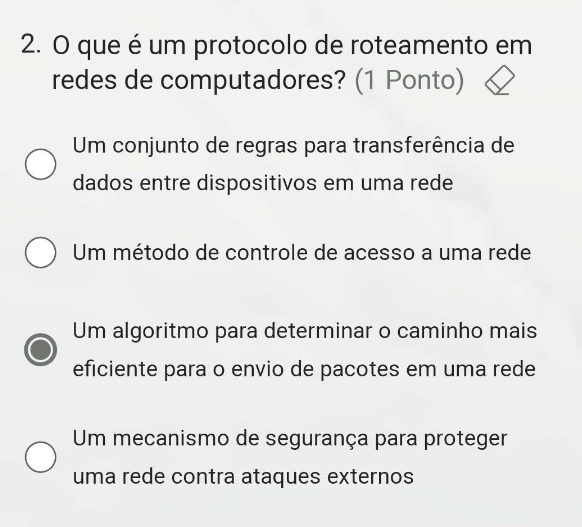 2. O que é um protocolo de roteamento em
redes de computadores? (1 Ponto)
Um conjunto de regras para transferência de
dados entre dispositivos em uma rede
Um método de controle de acesso a uma rede
Um algoritmo para determinar o caminho mais
eficiente para o envio de pacotes em uma rede
Um mecanismo de segurança para proteger
uma rede contra ataques externos